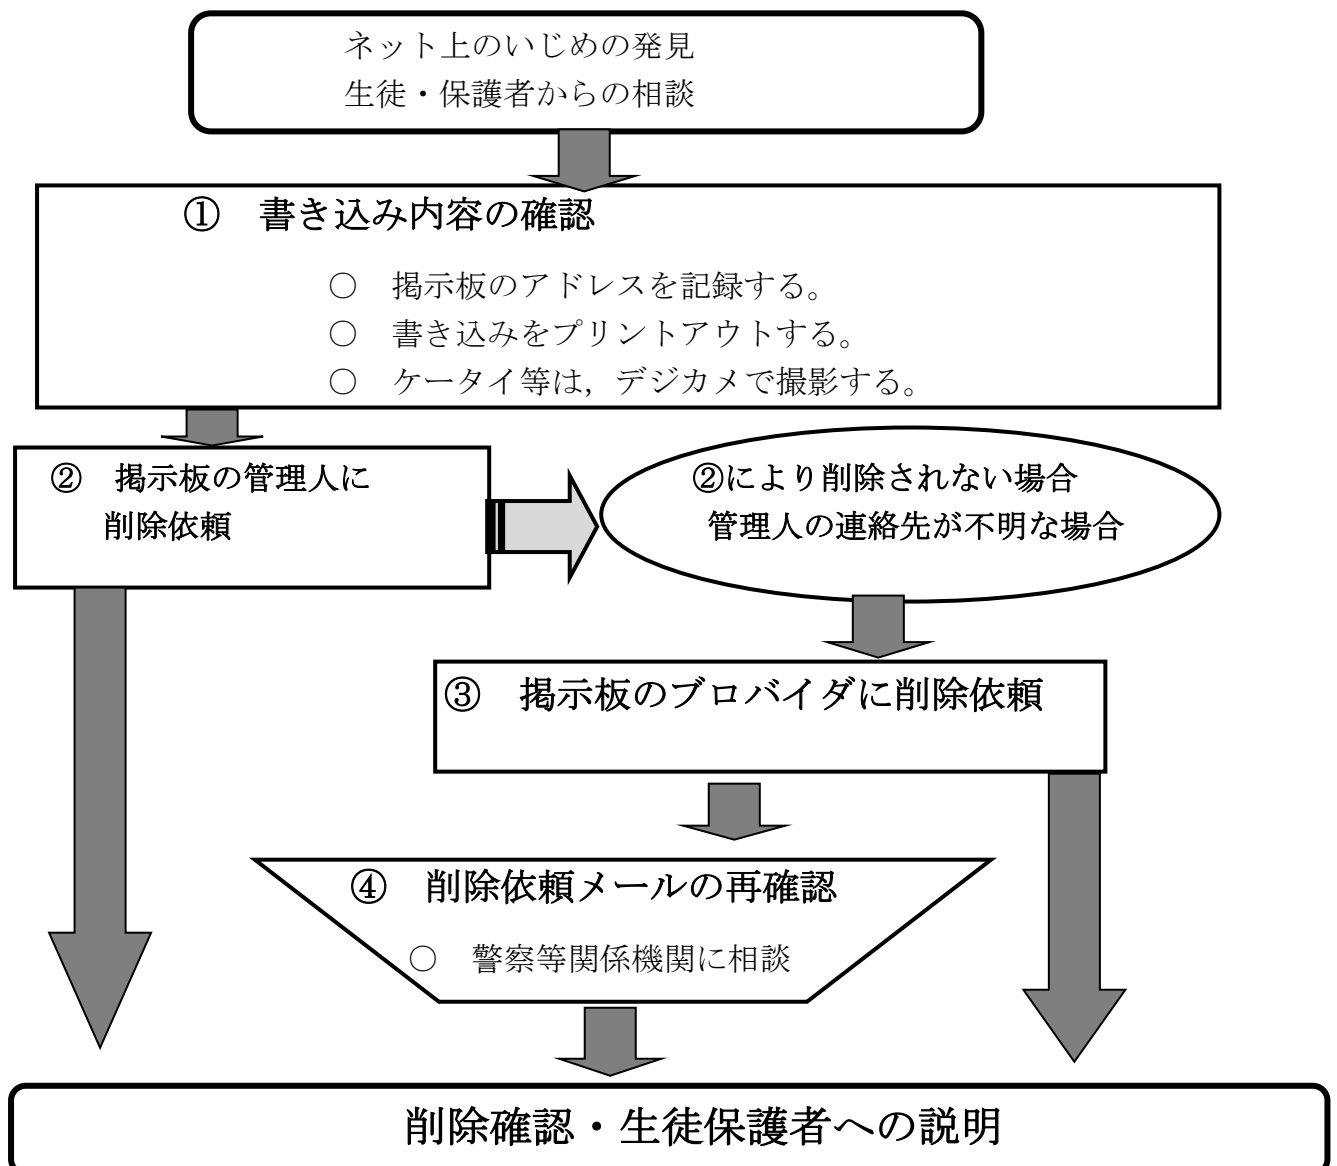 ネット上のいじめの発見
生徒・保護者からの相談
① 書き込み内容の確認
○ 掲示板のアドレスを記録する。
○ 書き込みをプリントアウトする。
○ ケータイ等は，デジカメで撮影する。
② 掲示板の管理人に
削除依頼
②により削除されない場合
管理人の連絡先が不明な場合
③ 掲示板のブロバイダに削除依頼
④ 削除依頼メールの再確認
○ 警察等関係機関に相談
削除確認・生徒保護者への説明